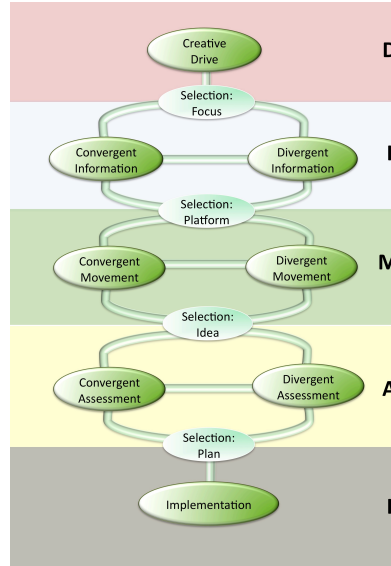 Creative
Drive
D
Selection:
Focus
Convergent
Information
Divergent
Information
Selection:
Platform
Convergent
Movement
Divergent
Movement
M
Selection:
Idea
Convergent
Assessment
Divergent
Assessment
A
Selection:
Plan
Implementation